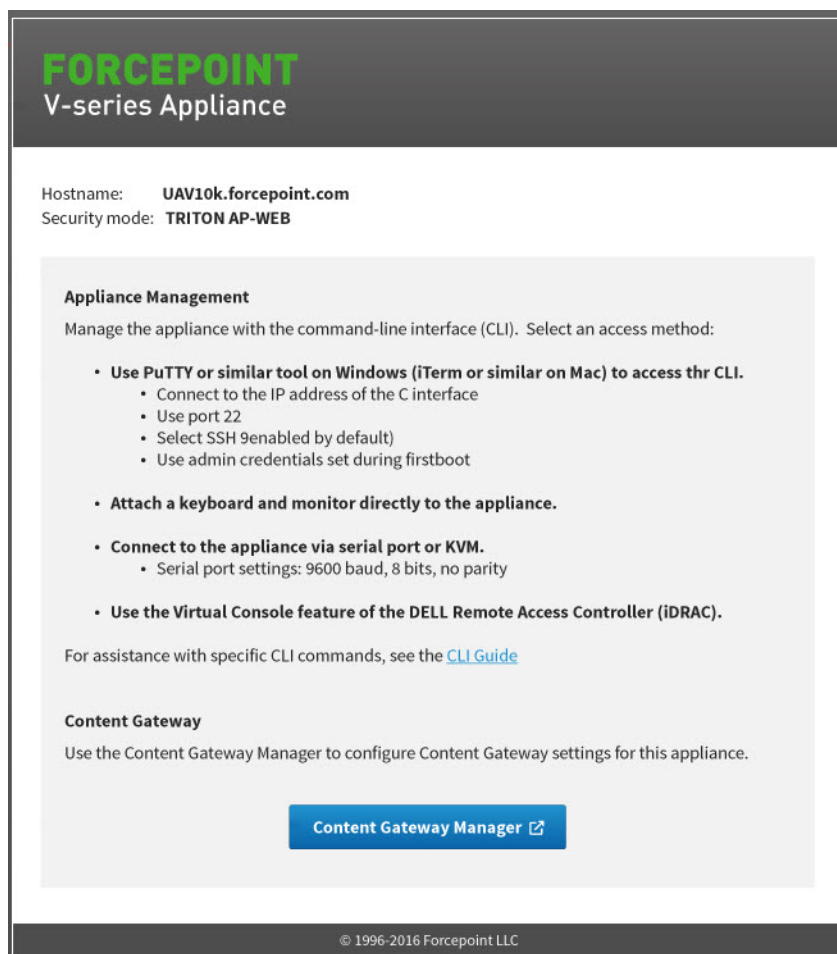 FORCEPOINT
V-series Appliance
Hostname: UAV10k.forcepoint.com
Security mode: TRITON AP-WEB
Appliance Management
Manage the appliance with the command-line interface (CLI). Select an access method:
• Use PuTTY or similar tool on Windows (iTerm or similar on Mac) to access thr CLI.
• Connect to the IP address of the C interface
• Use port 22
• Select SSH 9enabled by default)
• Use admin credentials set during firstboot
• Attach a keyboard and monitor directly to the appliance.
• Connect to the appliance via serial port or KVM.
• Serial port settings: 9600 baud, 8 bits, no parity
• Use the Virtual Console feature of the DELL Remote Access Controller (iDRAC).
For assistance with specific CLI commands, see the CLI Guide
Content Gateway
Use the Content Gateway Manager to configure Content Gateway settings for this appliance.
Content Gateway Manager
© 1996-2016 Forcepoint LLC